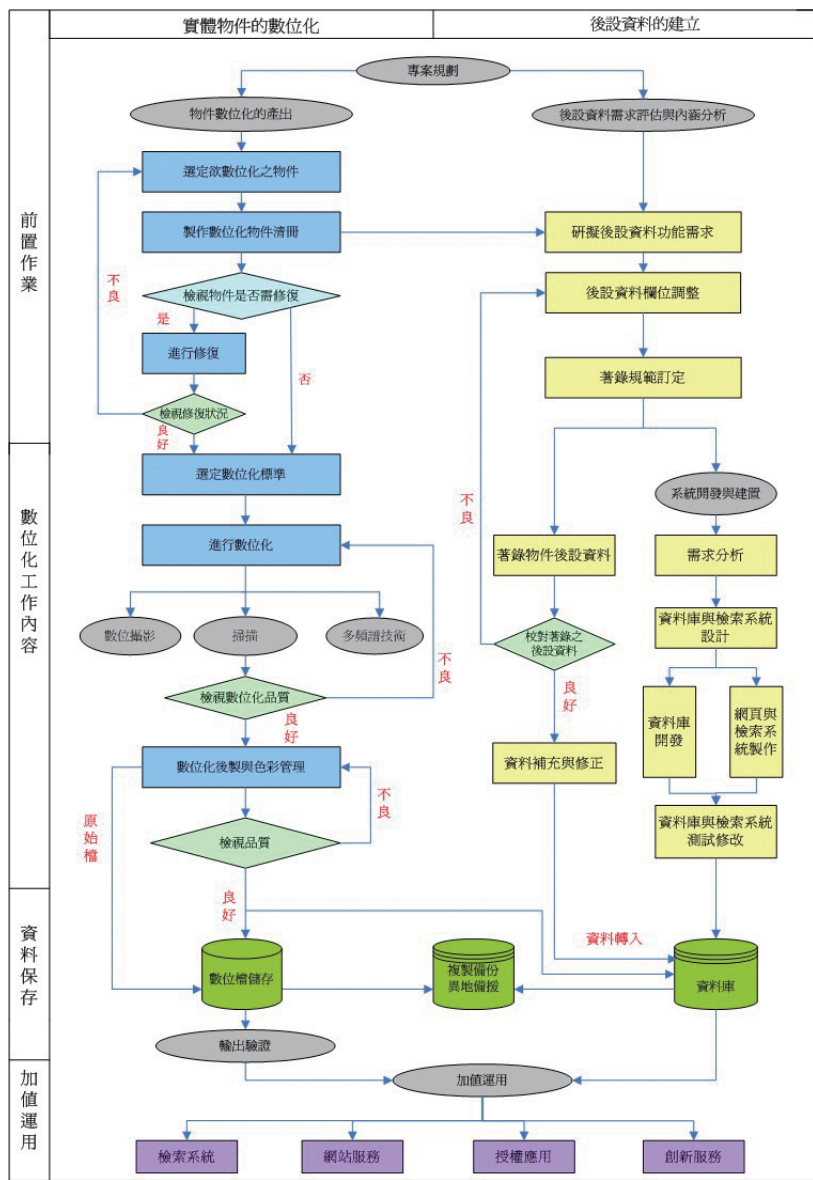 實體物件的數位化
後設資料的建立
前置作業
專案規劃
物件數位化的產出
後設資料需求評估與內涵分析
選定欲數位化之物件
製作數位化物件清冊
研擬後設資料功能需求
不良
檢視物件是否需修復
後設資料欄位調整
是
進行修復
否
著錄規範訂定
檢視修復狀況
良好
數位化工作內容
選定數位化標準
不良
系統開發與建置
進行數位化
著錄物件後設資料
需求分析
數位攝影
掃描
多頻譜技術
資料庫與檢索系統
設計
校對著錄之
後設資料
不良
檢視數位化品質
良好
良好
資料庫
開發
網頁與
檢索系
統製作
數位化後製與色彩管理
資料補充與修正
不良
原始檔
檢視品質
資料庫與檢索系統
測試修改
資料保存
良好
資料轉入
數位檔儲存
複製備份
異地備援
資料庫
輸出驗證
加值運用
加值運用
檢索系統
網站服務
授權應用
創新服務